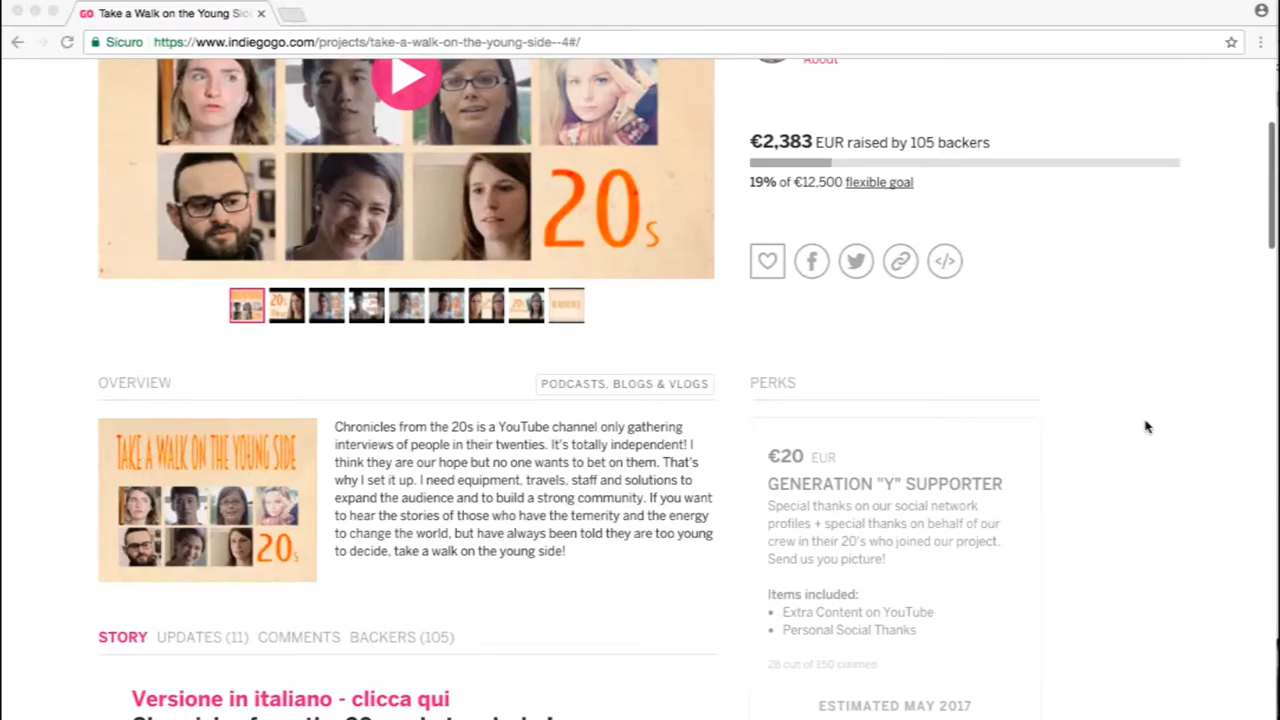 GO Take a Walk on the Young Sid
Sicuro https://www.indiegogo.com/projects/take-a-walk-on-the-young-side--4#/
About
€2,383 EUR raised by 105 backers
19% of €12,500 flexible goal
20s
OVERVIEW
PODCASTS, BLOGS & VLOGS
TAKE A WALK ON THE YOUNG SIDE
20s
Chronicles from the 20s is a YouTube channel only gathering
interviews of people in their twenties. It's totally independent! I
think they are our hope but no one wants to bet on them. That's
why I set it up. I need equipment, travels, staff and solutions to
expand the audience and to build a strong community. If you want
to hear the stories of those who have the temerity and the energy
to change the world, but have always been told they are too young
to decide, take a walk on the young side!
PERKS
€20 EUR
GENERATION "Y" SUPPORTER
Special thanks on our social network
profiles + special thanks on behalf of our
crew in their 20's who joined our project.
Send us you picture!
Items included:
• Extra Content on YouTube
• Personal Social Thanks
28 out of 150 claimed
ESTIMATED MAY 2017
STORY UPDATES (11) COMMENTS BACKERS (105)
Versione in italiano - clicca qui